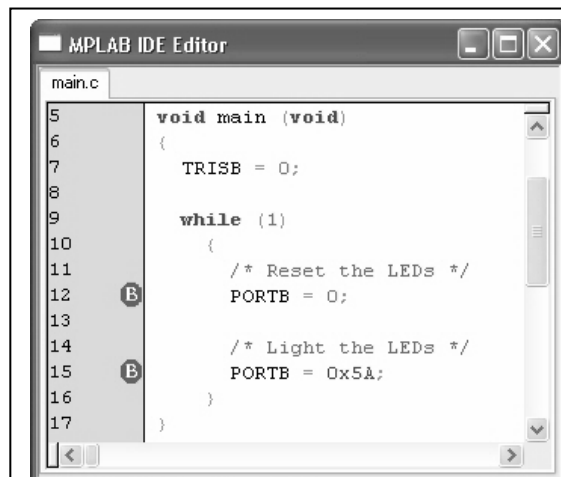 MPLAB IDE Editor
main.c
5 void main (void)
6 {
7 TRISB = 0;
8
9 while (1)
10 {
11 /* Reset the LEDs */
12 B PORTB = 0;
13
14 /* Light the LEDs */
15 B PORTB = 0x5A;
16 }
17 }